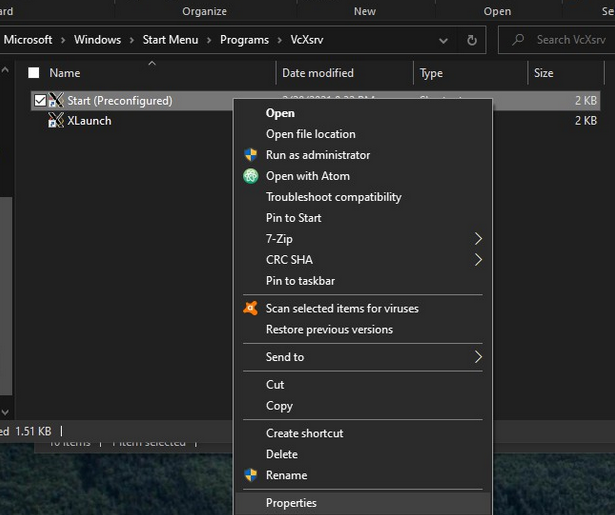 ard Organize New Open Se
Microsoft > Windows > Start Menu > Programs > VcXsrv Search VcXsrv
Name Date modified Type Size
Start (Preconfigured) 2 KB
XLaunch 2 KB
Open
Open file location
Run as administrator
Open with Atom
Troubleshoot compatibility
Pin to Start
7-Zip
CRC SHA
Pin to taskbar
Scan selected items for viruses
Restore previous versions
Send to
Cut
Copy
ed 1.51 KB
Create shortcut
10 items 1 item selected
Delete
Rename
Properties